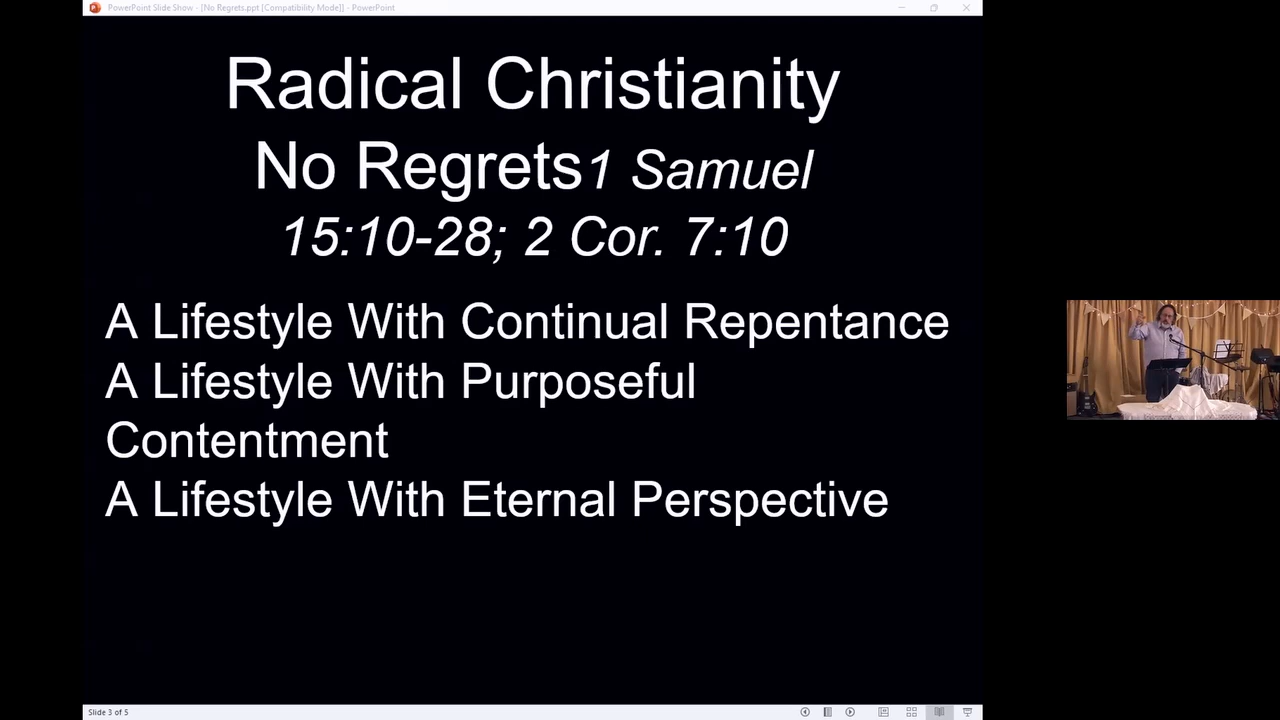 PowerPoint Slide Show - [No Regrets.ppt [Compatibility Mode]] - PowerPoint
Radical Christianity
No Regrets1 Samuel
15:10-28; 2 Cor. 7:10
A Lifestyle With Continual Repentance
A Lifestyle With Purposeful
Contentment
A Lifestyle With Eternal Perspective
Slide 3 of 5